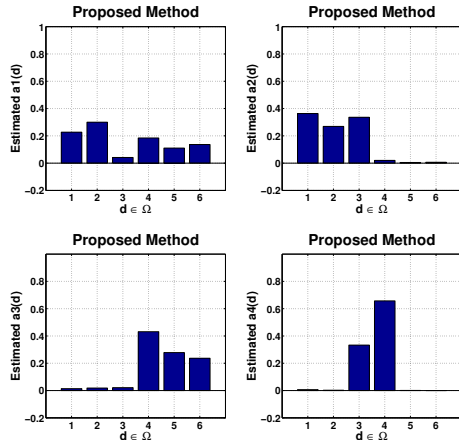 Proposed Method
Estimated a1(d)
1
0.8
0.6
0.4
0.2
0
−0.2
1 2 3 4 5 6
d ∈ Ω
Proposed Method
Estimated a2(d)
1
0.8
0.6
0.4
0.2
0
−0.2
1 2 3 4 5 6
d ∈ Ω
Proposed Method
Estimated a3(d)
0.8
0.6
0.4
0.2
0
−0.2
1 2 3 4 5 6
d ∈ Ω
Proposed Method
Estimated a4(d)
0.8
0.6
0.4
0.2
0
−0.2
1 2 3 4 5 6
d ∈ Ω